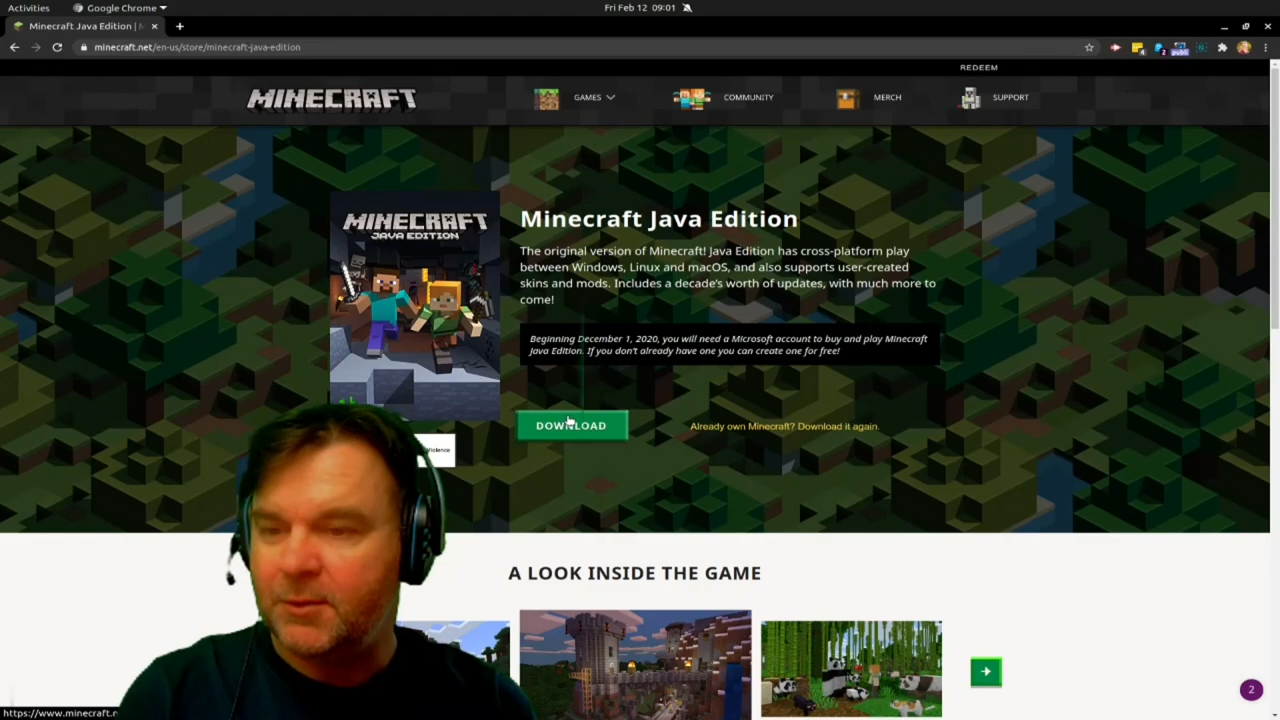 Activities
Google Chrome
Fri Feb 12 09:01
Minecraft Java Edition | M
minecraft.net/en-us/store/minecraft-java-edition
REDEEM
MINECRAFT
GAMES
COMMUNITY
MERCH
SUPPORT
MINECRAFT
JAVA EDITION
Minecraft Java Edition
The original version of Minecraft! Java Edition has cross-platform play
between Windows, Linux and macOS, and also supports user-created
skins and mods. Includes a decade's worth of updates, with much more to
come!
Beginning December 1, 2020, you will need a Microsoft account to buy and play Minecraft
Java Edition. If you don't already have one you can create one for free!
DOWNLOAD
Already own Minecraft? Download it again.
A LOOK INSIDE THE GAME
2
https://www.minecraft.n